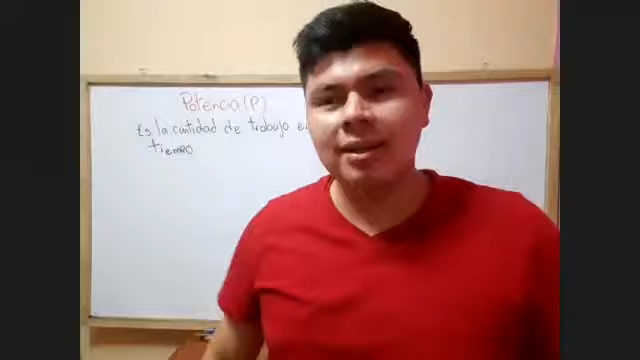 Potencia (P)
Es la cantidad de trabajo
tiempo